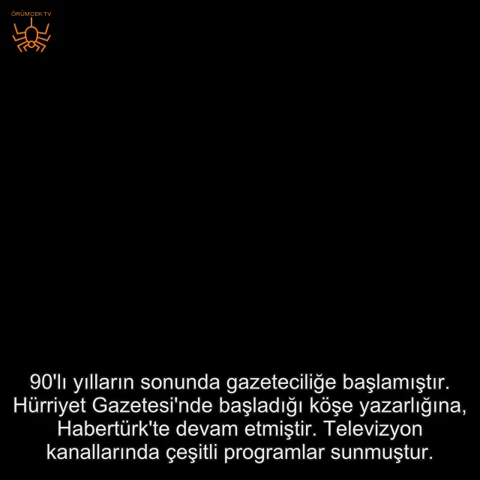 ÖRÜMCEK TV
90'lı yılların sonunda gazeteciliğe başlamıştır.
Hürriyet Gazetesi'nde başladığı köşe yazarlığına,
Habertürk'te devam etmiştir. Televizyon
kanallarında çeşitli programlar sunmuştur.